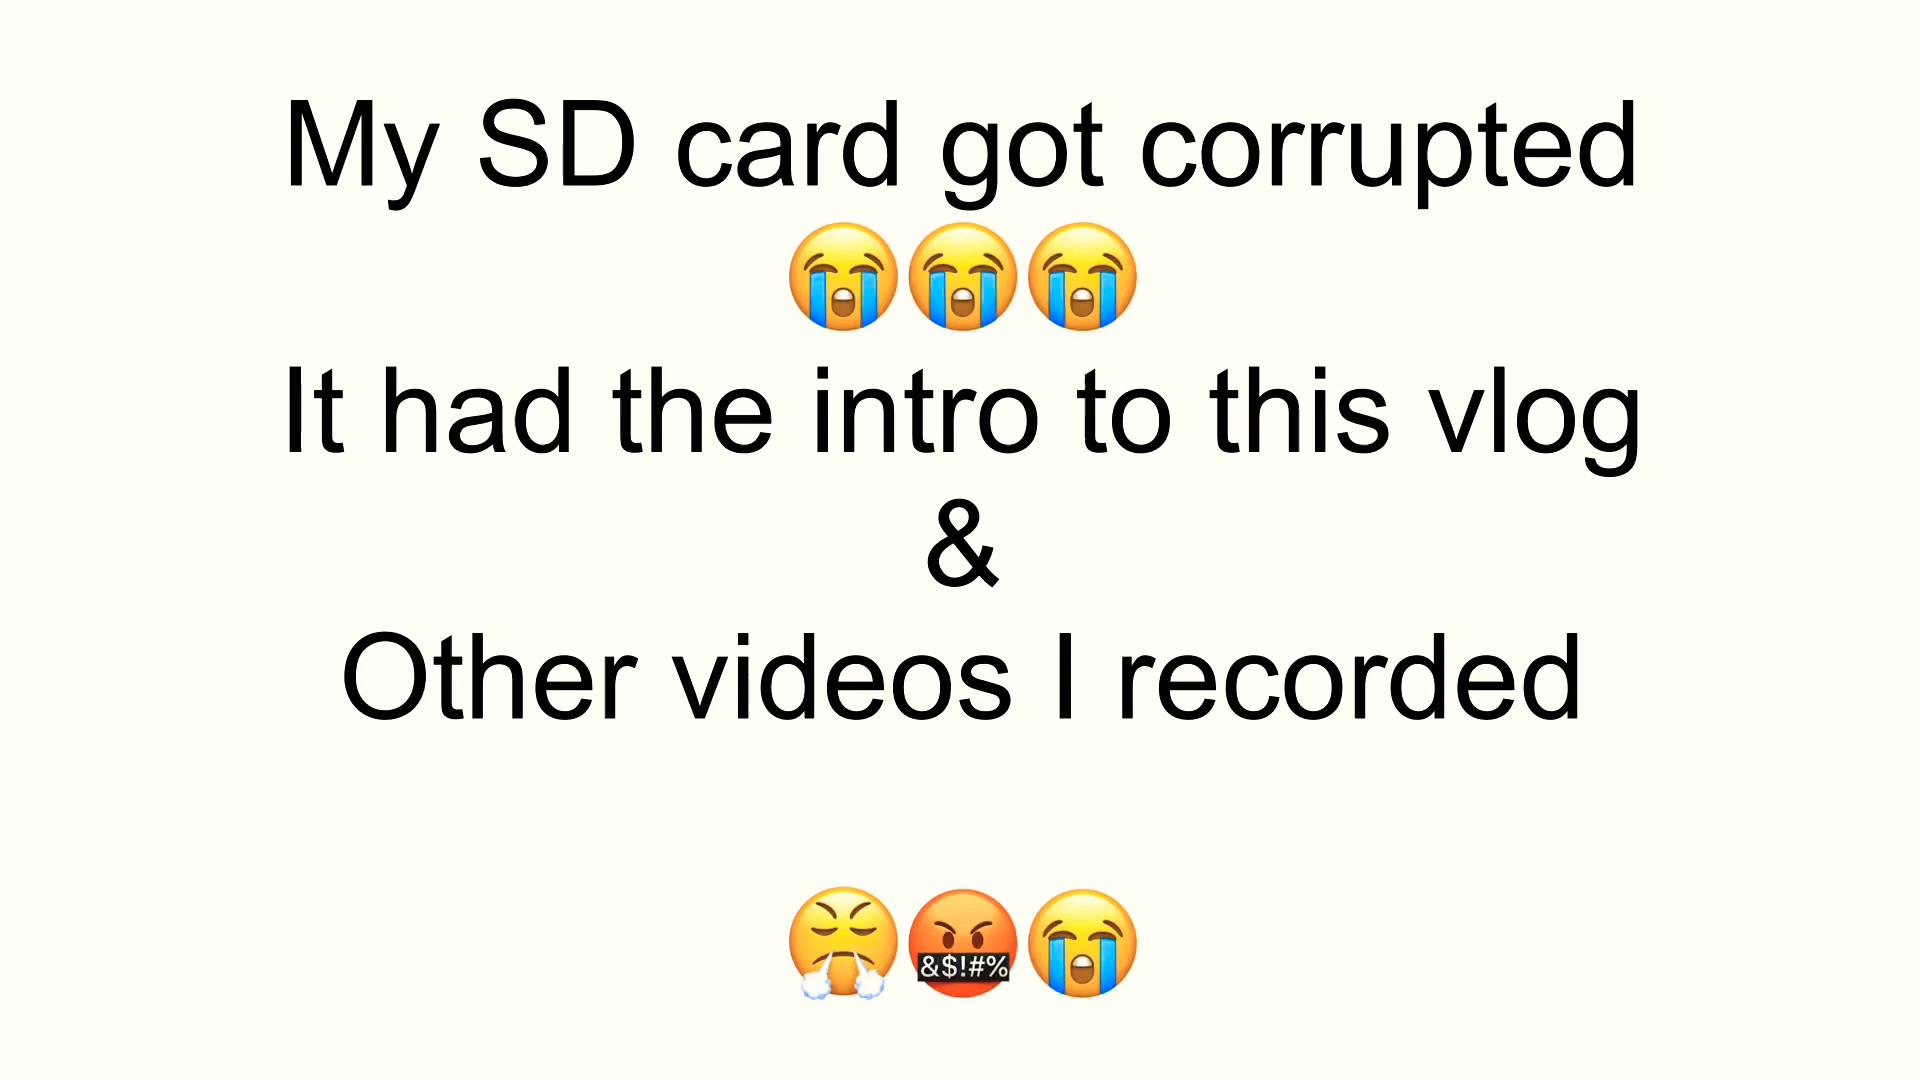 My SD card got corrupted
😭😭😭
It had the intro to this vlog
&
Other videos I recorded
😤🤬😭